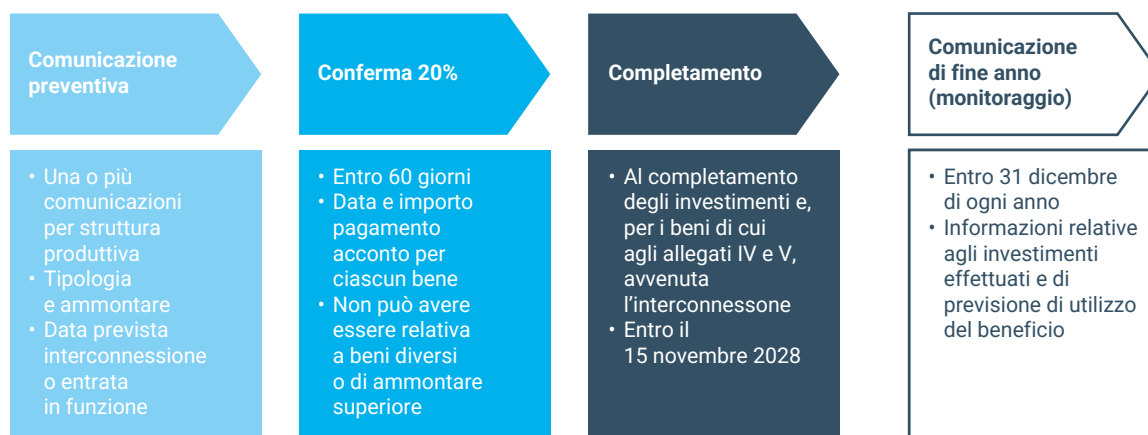 Comunicazione
preventiva
• Una o più
comunicazioni
per struttura
produttiva
• Tipologia
e ammontare
• Data prevista
interconnessione
o entrata
in funzione
Conferma 20%
• Entro 60 giorni
• Data e importo
pagamento
acconto per
ciascun bene
• Non può avere
essere relativa
a beni diversi
o di ammontare
superiore
Completamento
• Al completamento
degli investimenti e,
per i beni di cui
agli allegati IV e V,
avvenuta
l’interconnessone
• Entro il
15 novembre 2028
Comunicazione
di fine anno
(monitoraggio)
• Entro 31 dicembre
di ogni anno
• Informazioni relative
agli investimenti
effettuati e di
previsione di utilizzo
del beneficio